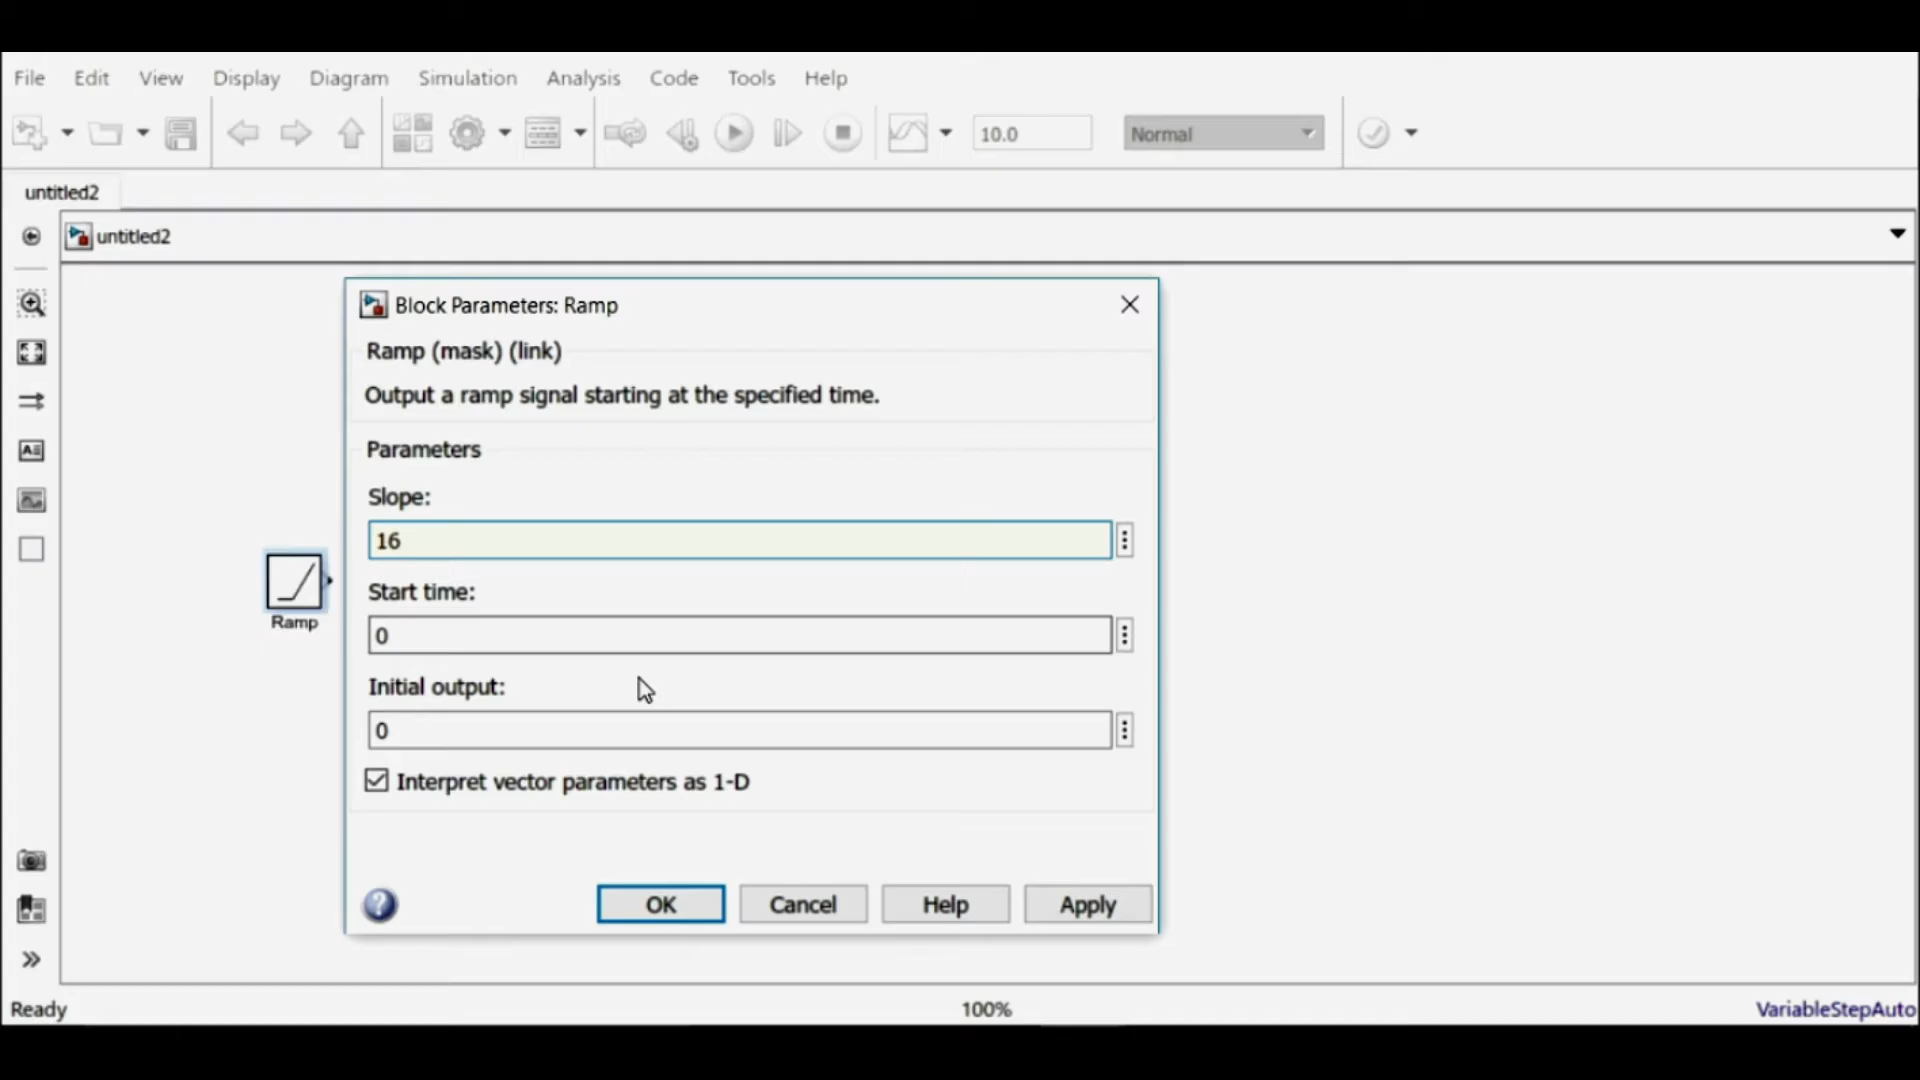 File Edit View Display Diagram Simulation Analysis Code Tools Help
10.0 Normal
untitled2
untitled2
Block Parameters: Ramp
Ramp (mask) (link)
Output a ramp signal starting at the specified time.
Parameters
Slope:
16
Start time:
0
Initial output:
0
Interpret vector parameters as 1-D
OK Cancel Help Apply
Ramp
Ready 100% VariableStepAuto